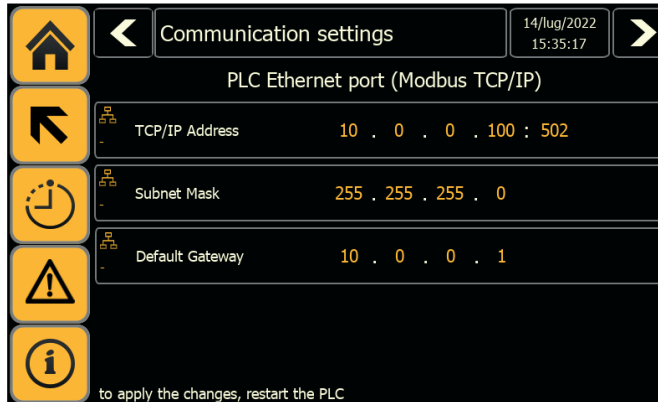 Communication settings
14/lug/2022
15:35:17
PLC Ethernet port (Modbus TCP/IP)
TCP/IP Address 10 . 0 . 0 . 100 : 502
-
Subnet Mask 255 . 255 . 255 . 0
-
Default Gateway 10 . 0 . 0 . 1
-
to apply the changes, restart the PLC